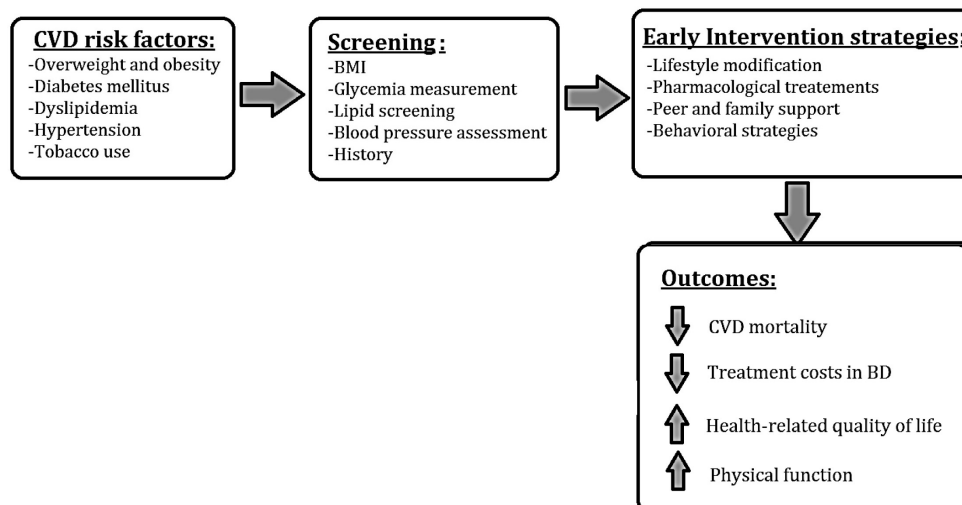 CVD risk factors:
-Overweight and obesity
-Diabetes mellitus
-Dyslipidemia
-Hypertension
-Tobacco use
Screening:
-BMI
-Glycemia measurement
-Lipid screening
-Blood pressure assessment
-History
Early Intervention strategies:
-Lifestyle modification
-Pharmacological treatements
-Peer and family support
-Behavioral strategies
Outcomes:
CVD mortality
Treatment costs in BD
Health-related quality of life
Physical function